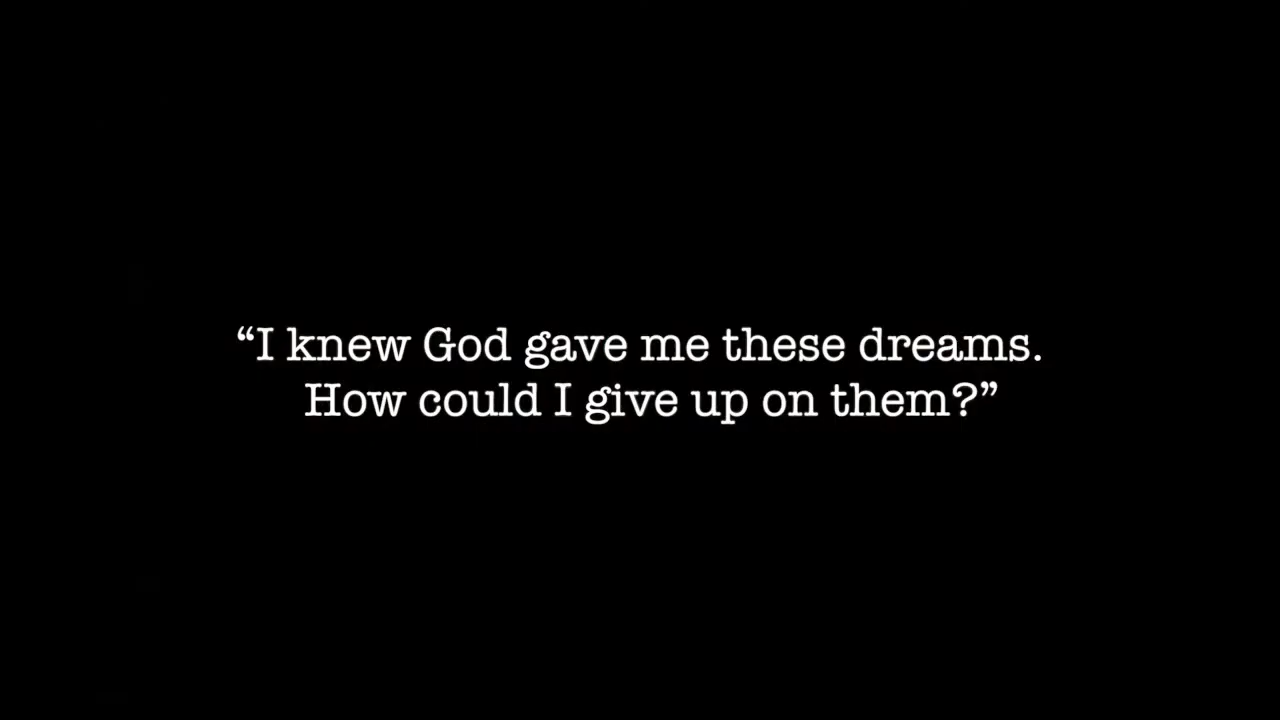 “I knew God gave me these dreams.
How could I give up on them?”